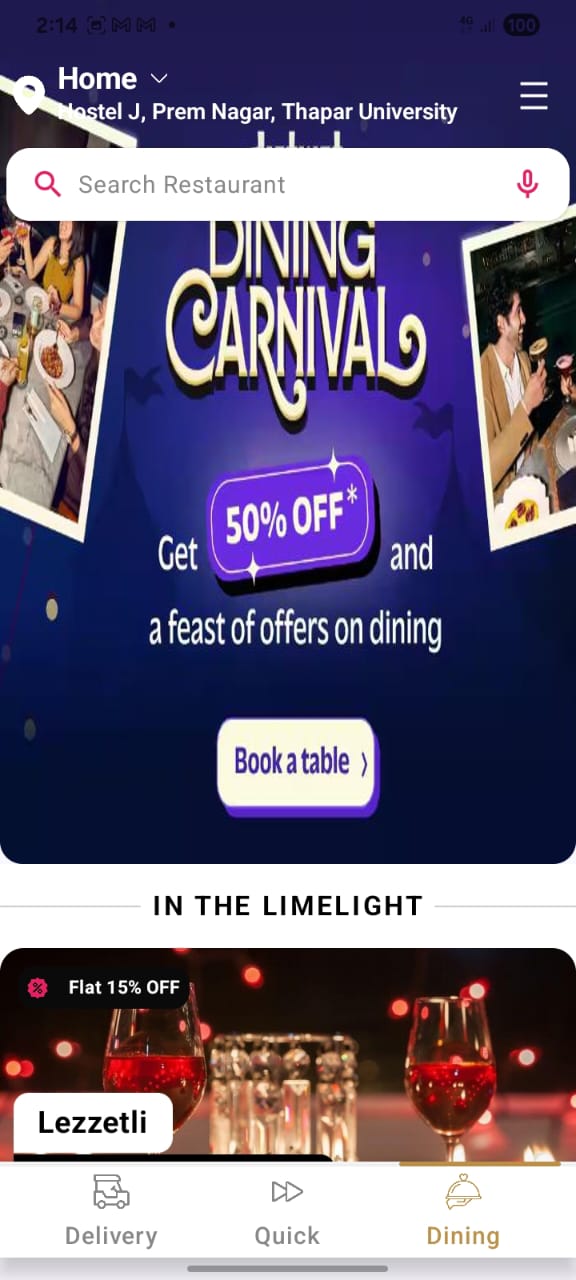 2:14
4G
100
Home
Hostel J, Prem Nagar, Thapar University
Search Restaurant
DINING
CARNIVAL
Get 50% OFF* and
a feast of offers on dining
Book a table
IN THE LIMELIGHT
Flat 15% OFF
Lezzetli
Delivery
Quick
Dining